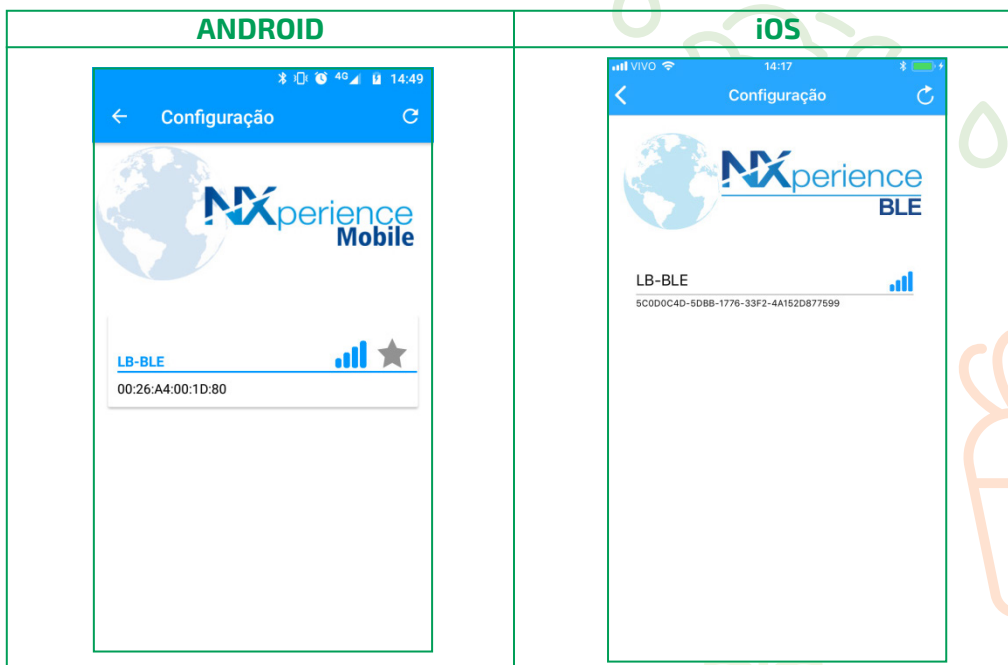 ANDROID
4G 14:49
Configuração
NXperience
Mobile
LB-BLE
00:26:A4:00:1D:80
iOS
VIVO 14:17
Configuração
NXperience
BLE
LB-BLE
5C0D0C4D-5DBB-1776-33F2-4A152D877599